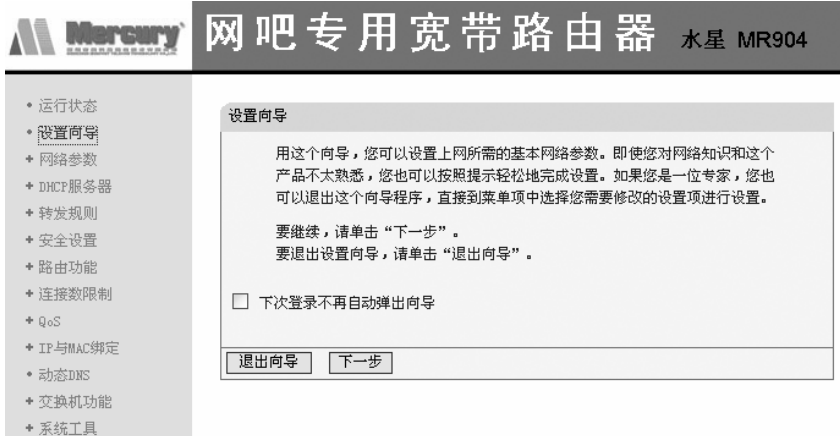 Mercury
网吧专用宽带路由器 水星 MR904
• 运行状态
• 设置向导
+ 网络参数
+ DHCP服务器
+ 转发规则
+ 安全设置
+ 路由功能
+ 连接数限制
+ QoS
+ IP与MAC绑定
• 动态DNS
+ 交换机功能
+ 系统工具
设置向导
用这个向导，您可以设置上网所需的基本网络参数。即使您对网络知识和这个
产品不太熟悉，您也可以按照提示轻松地完成设置。如果您是一位专家，您也
可以退出这个向导程序，直接到菜单项中选择您需要修改的设置项进行设置。
要继续，请单击“下一步”。
要退出设置向导，请单击“退出向导”。
下次登录不再自动弹出向导
退出向导 下一步